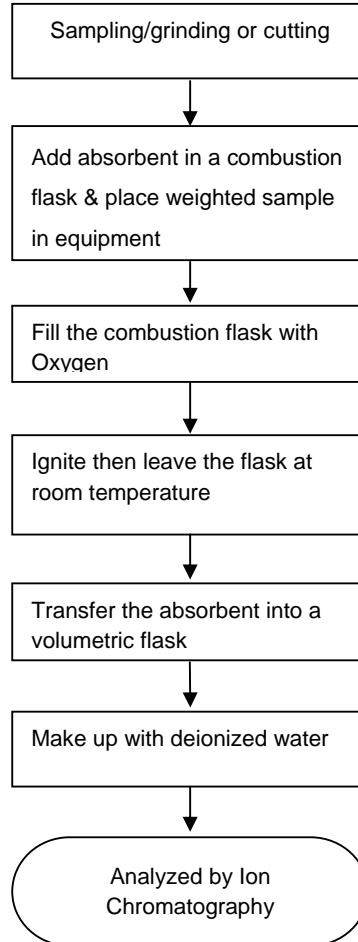 Sampling/grinding or cutting
Add absorbent in a combustion
flask & place weighted sample
in equipment
Fill the combustion flask with
Oxygen
Ignite then leave the flask at
room temperature
Transfer the absorbent into a
volumetric flask
Make up with deionized water
Analyzed by Ion
Chromatography